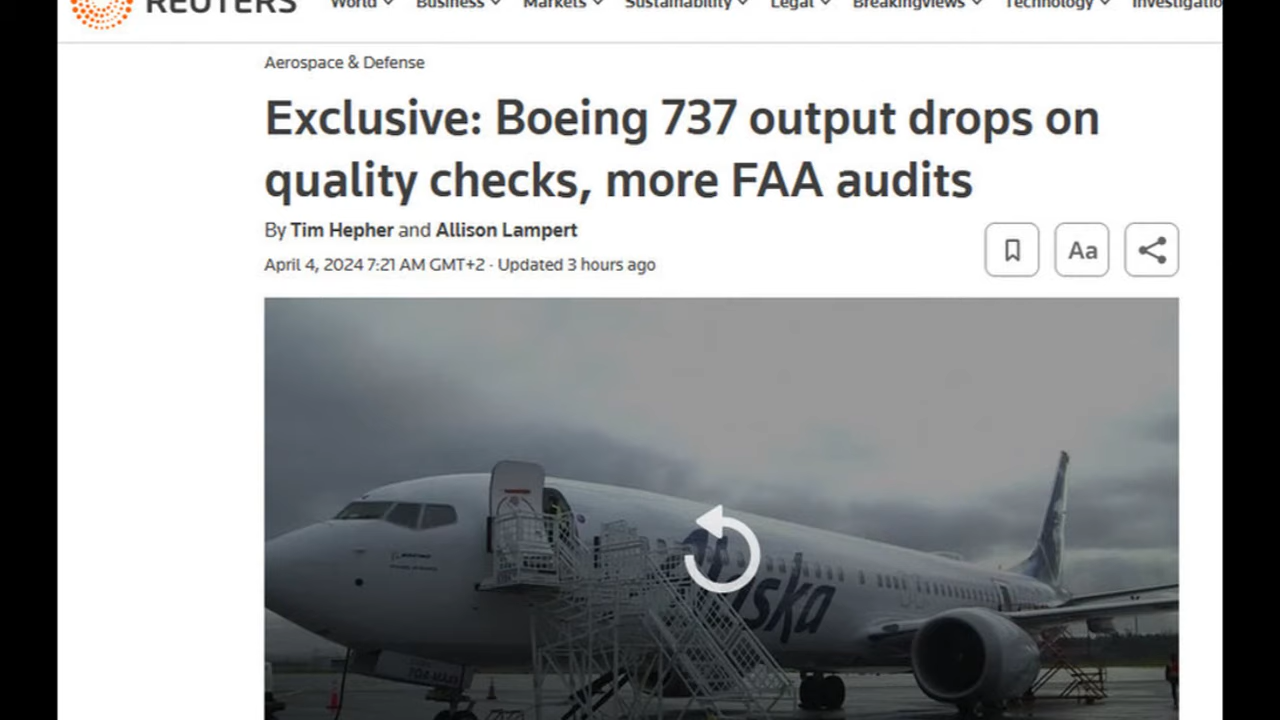 REUTERS World Business Markets Sustainability Legal Breakingviews Technology Investigatio
Aerospace & Defense
Exclusive: Boeing 737 output drops on
quality checks, more FAA audits
By Tim Hepher and Allison Lampert
April 4, 2024 7:21 AM GMT+2 · Updated 3 hours ago
Aa
Alaska